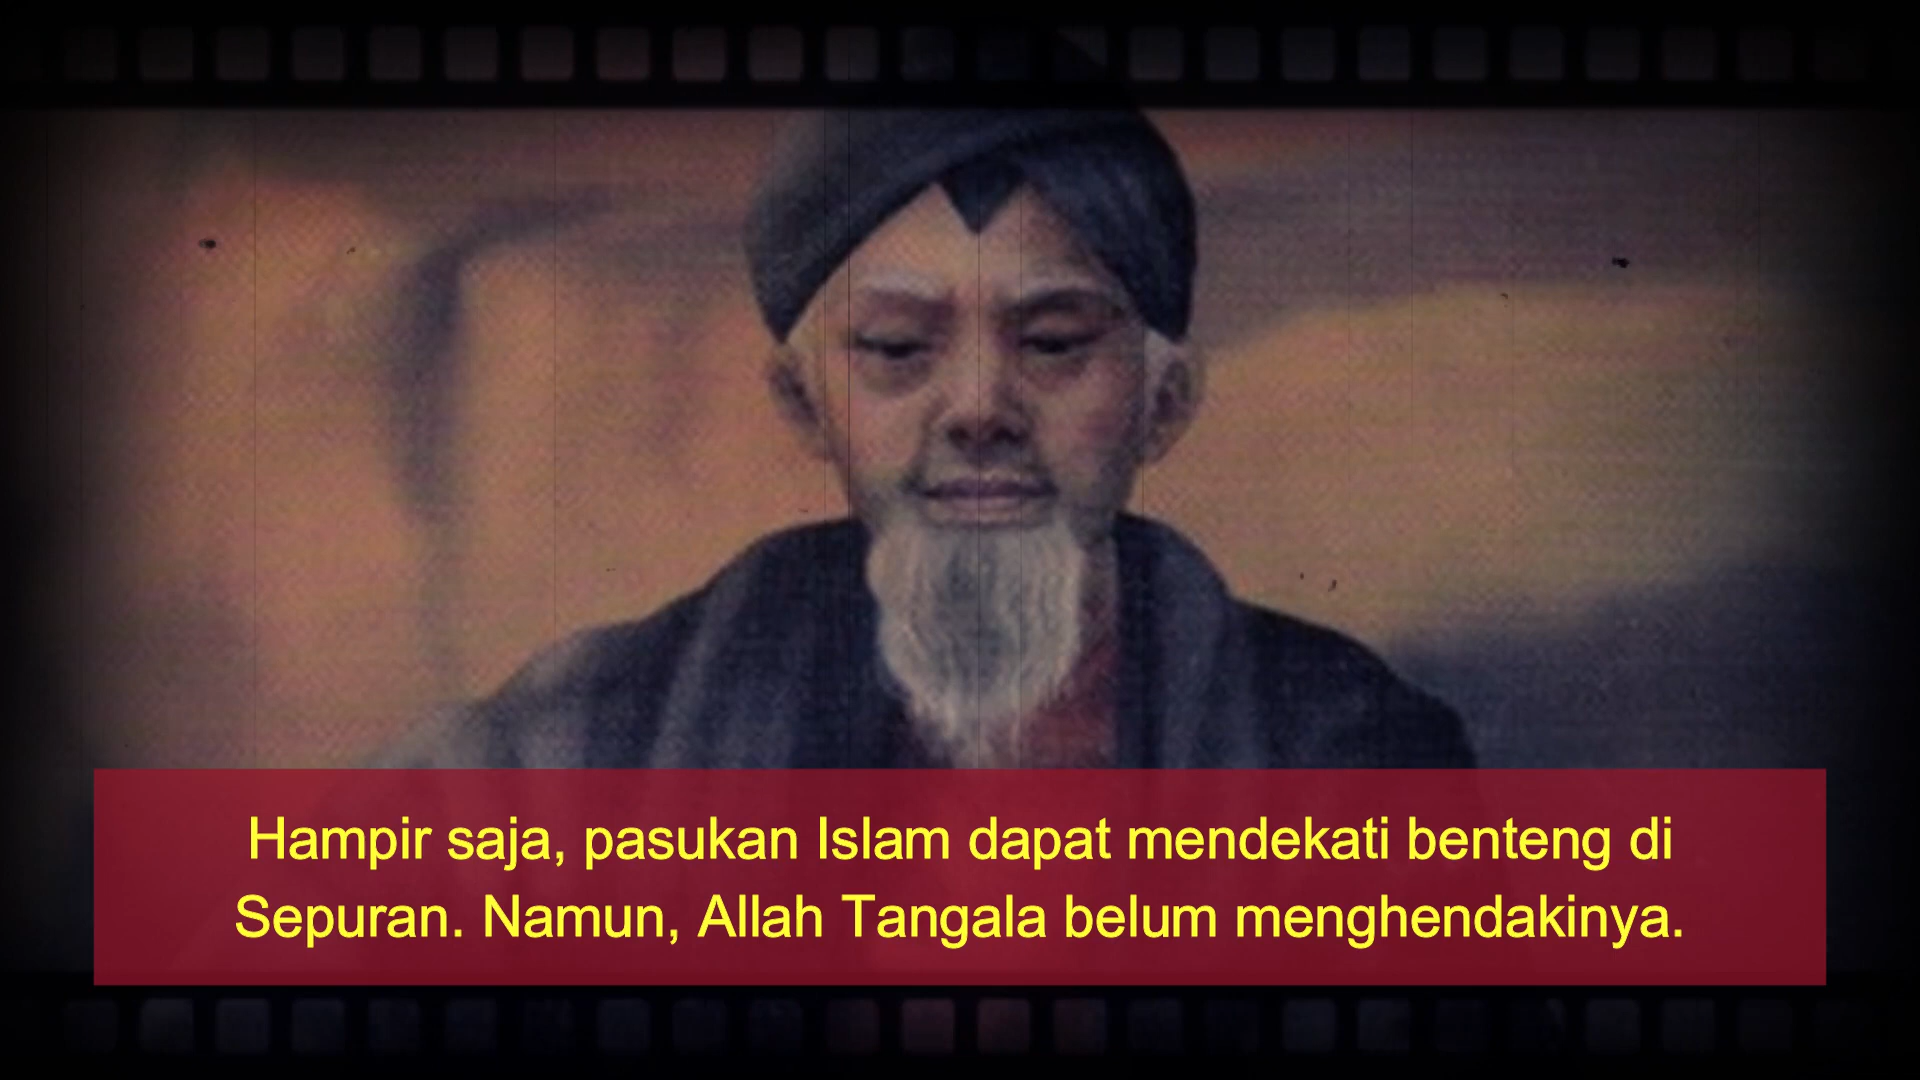 Hampir saja, pasukan Islam dapat mendekati benteng di
Sepuran. Namun, Allah Tangala belum menghendakinya.